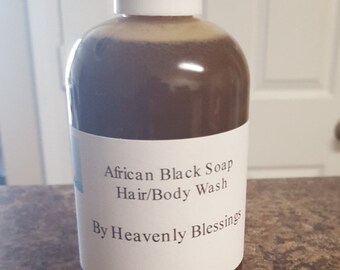 African Black Soap
Hair/Body Wash
By Heavenly Blessings